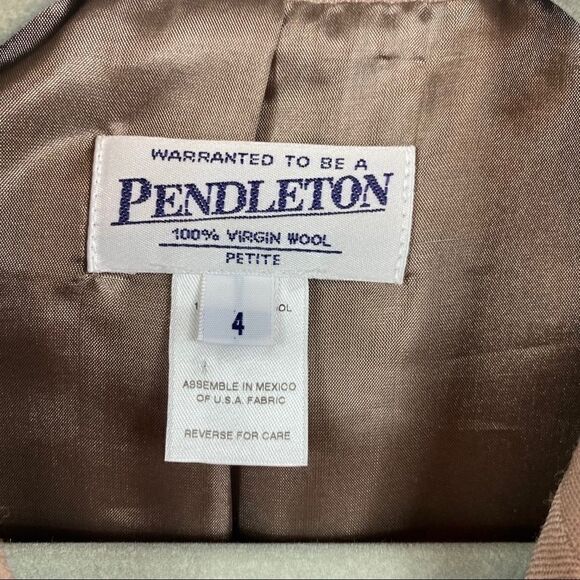 WARRANTED TO BE A
PENDLETON
100% VIRGIN WOOL
PETITE
4
ASSEMBLE IN MEXICO
OF U.S.A. FABRIC
REVERSE FOR CARE